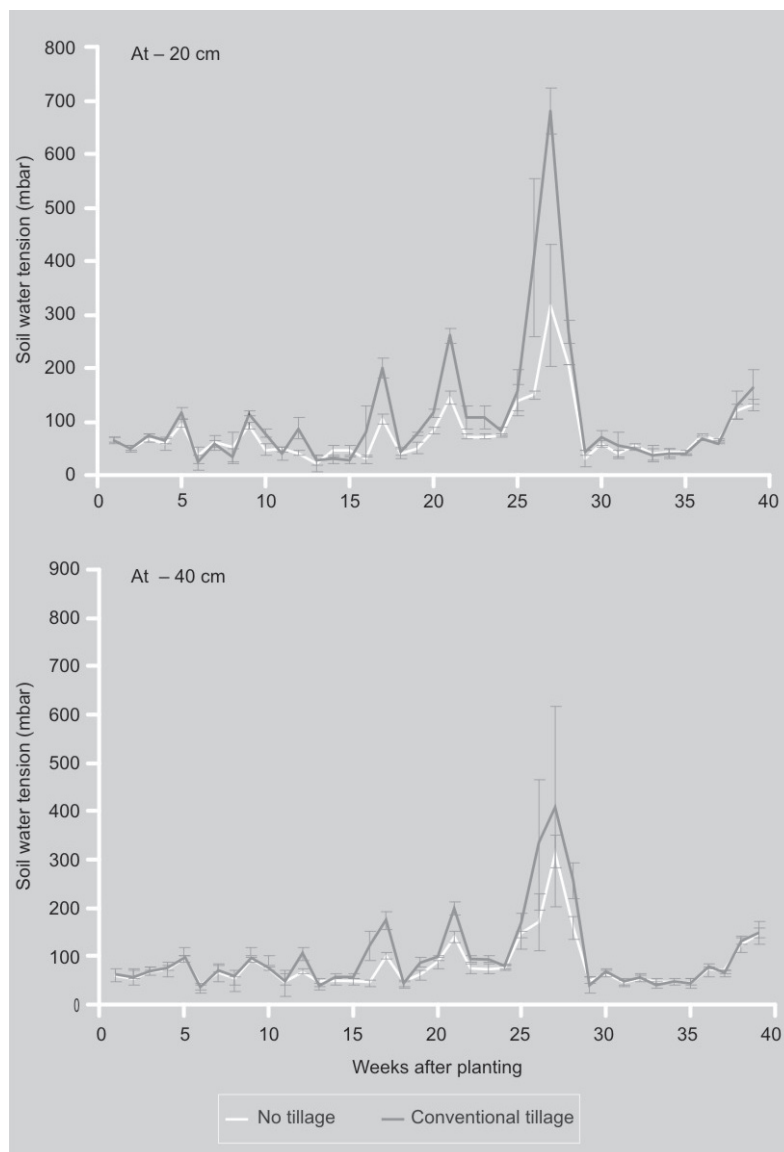 At – 20 cm
Soil water tension (mbar)
800
700
600
500
400
300
200
100
0
0 5 10 15 20 25 30 35 40
At – 40 cm
Soil water tension (mbar)
900
800
700
600
500
400
300
200
100
0
0 5 10 15 20 25 30 35 40
Weeks after planting
No tillage Conventional tillage